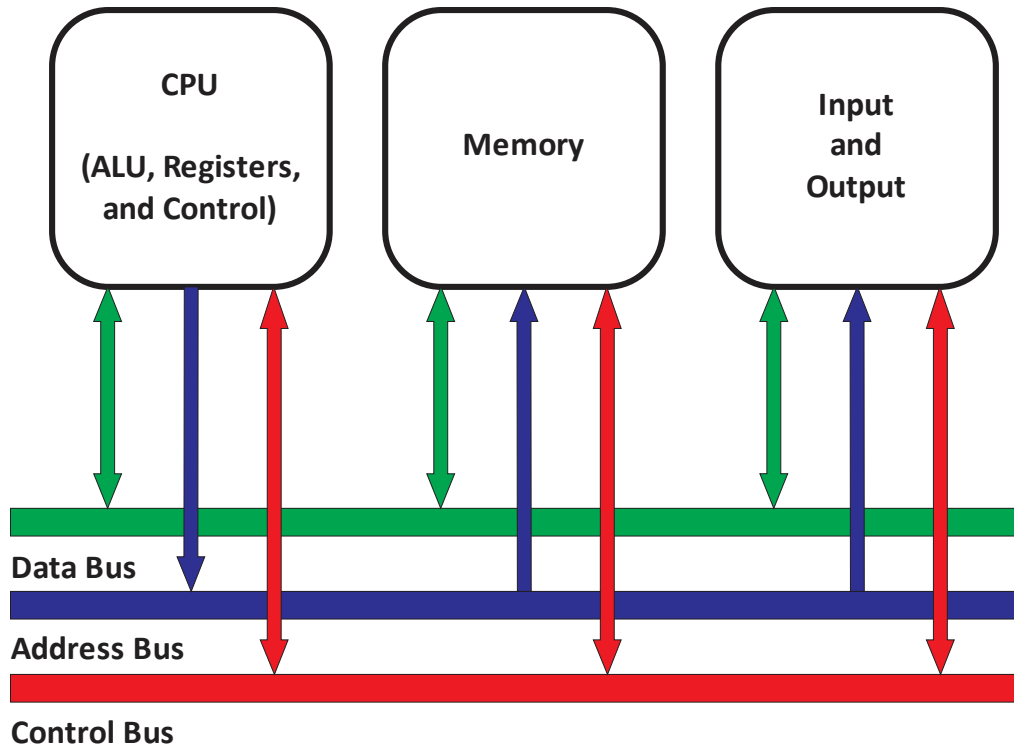 CPU
(ALU, Registers,
and Control)
Memory
Input
and
Output
Data Bus
Address Bus
Control Bus